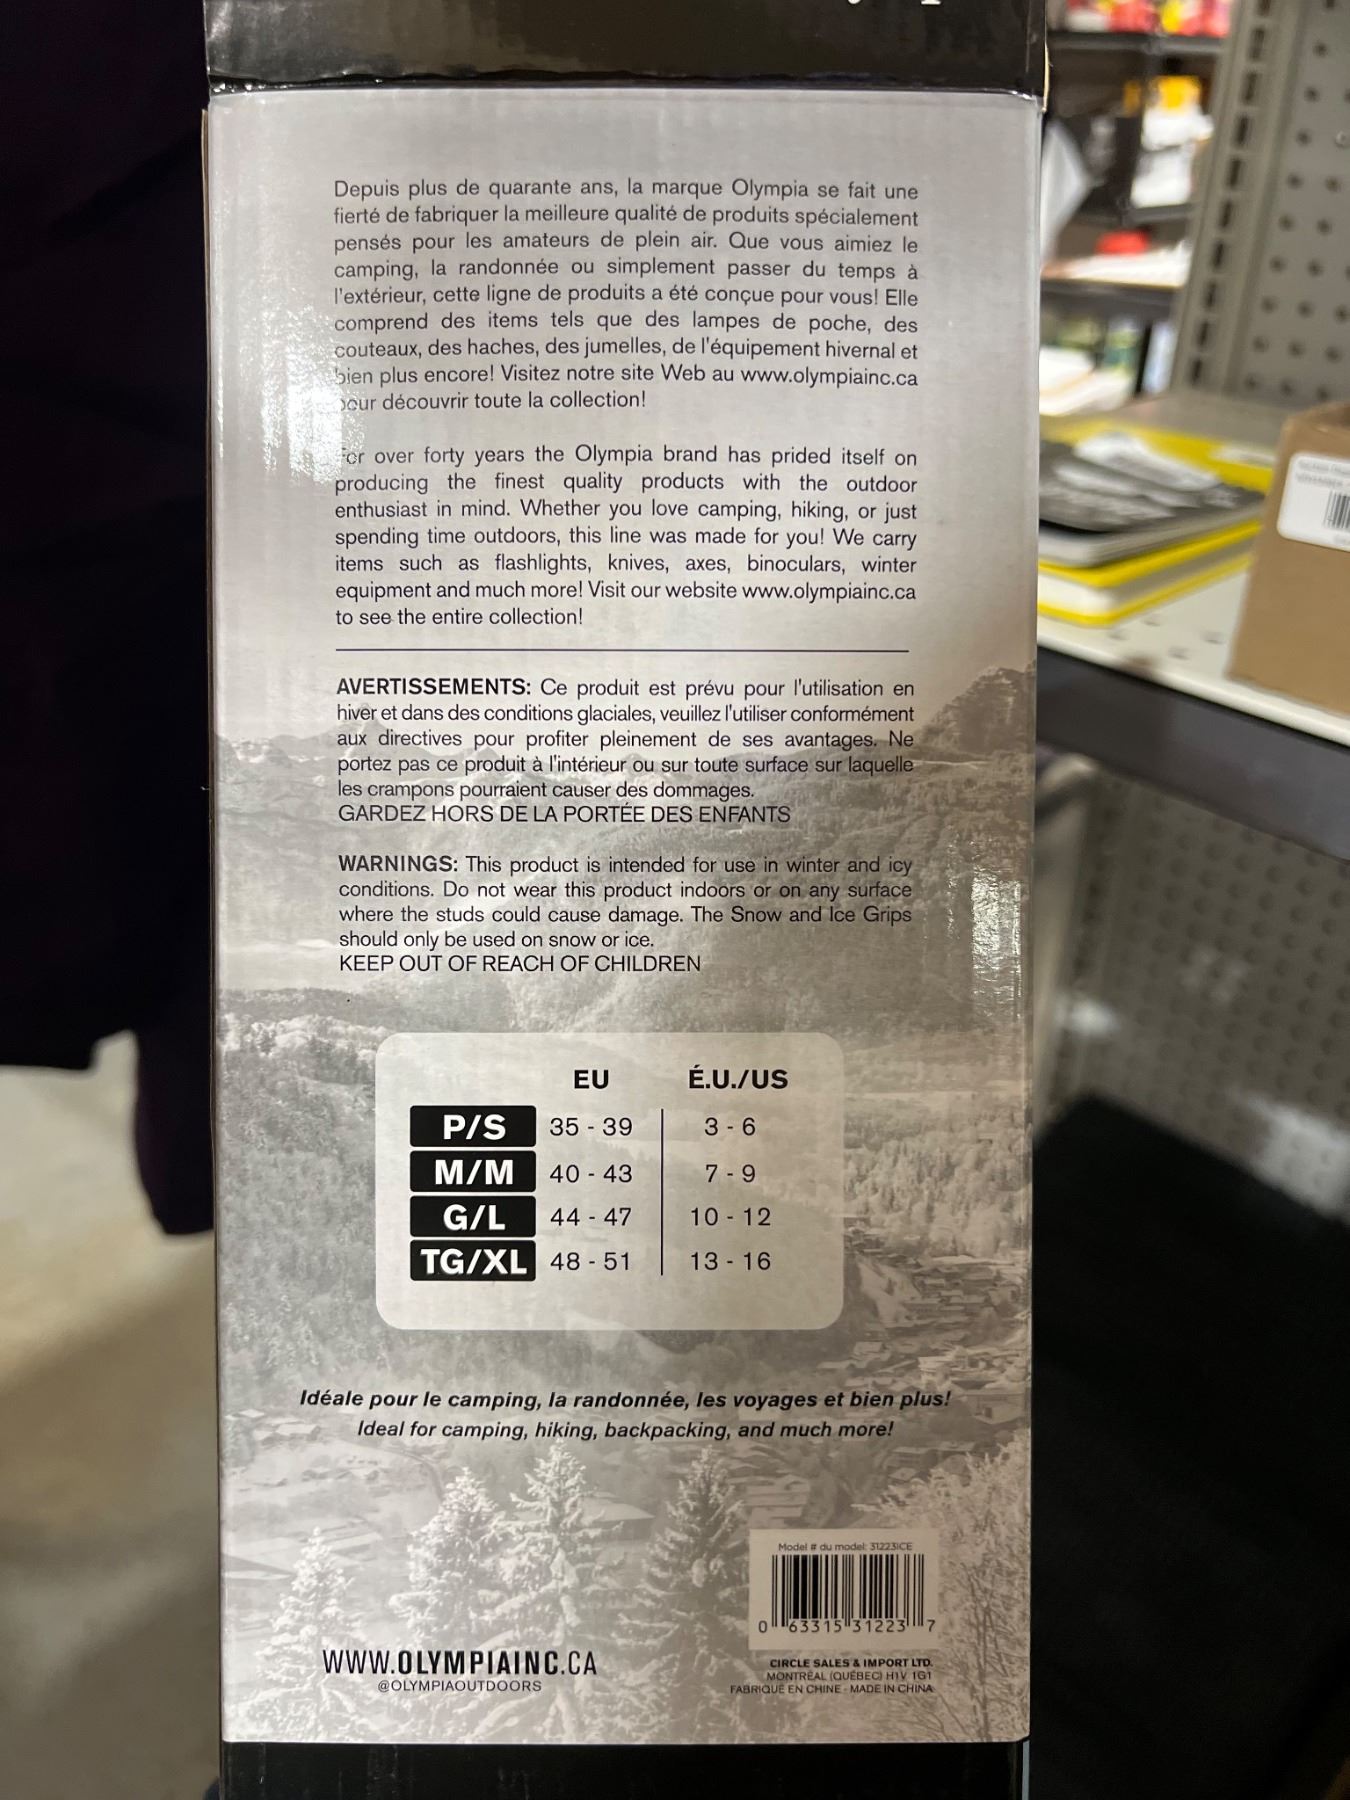 Depuis plus de quarante ans, la marque Olympia se fait une
fierté de fabriquer la meilleure qualité de produits spécialement
pensés pour les amateurs de plein air. Que vous aimiez le
camping, la randonnée ou simplement passer du temps à
l'extérieur, cette ligne de produits a été conçue pour vous! Elle
comprend des items tels que des lampes de poche, des
couteaux, des haches, des jumelles, de l'équipement hivernal et
bien plus encore! Visitez notre site Web au www.olympiainc.ca
pour découvrir toute la collection!
For over forty years the Olympia brand has prided itself on
producing the finest quality products with the outdoor
enthusiast in mind. Whether you love camping, hiking, or just
spending time outdoors, this line was made for you! We carry
items such as flashlights, knives, axes, binoculars, winter
equipment and much more! Visit our website www.olympiainc.ca
to see the entire collection!
AVERTISSEMENTS: Ce produit est prévu pour l'utilisation en
hiver et dans des conditions glaciales, veuillez l'utiliser conformément
aux directives pour profiter pleinement de ses avantages. Ne
portez pas ce produit à l'intérieur ou sur toute surface sur laquelle
les crampons pourraient causer des dommages.
GARDEZ HORS DE LA PORTÉE DES ENFANTS
WARNINGS: This product is intended for use in winter and icy
conditions. Do not wear this product indoors or on any surface
where the studs could cause damage. The Snow and Ice Grips
should only be used on snow or ice.
KEEP OUT OF REACH OF CHILDREN
EU É.U./US
P/S 35 - 39 3 - 6
M/M 40 - 43 7 - 9
G/L 44 - 47 10 - 12
TG/XL 48 - 51 13 - 16
Idéale pour le camping, la randonnée, les voyages et bien plus!
Ideal for camping, hiking, backpacking, and much more!
Model # du model: 31223ICE
0 63315 31223 7
WWW.OLYMPIAINC.CA
@OLYMPIAOUTDOORS
CIRCLE SALES & IMPORT LTD.
MONTRÉAL (QUÉBEC) H1V 1G1
FABRIQUÉ EN CHINE - MADE IN CHINA